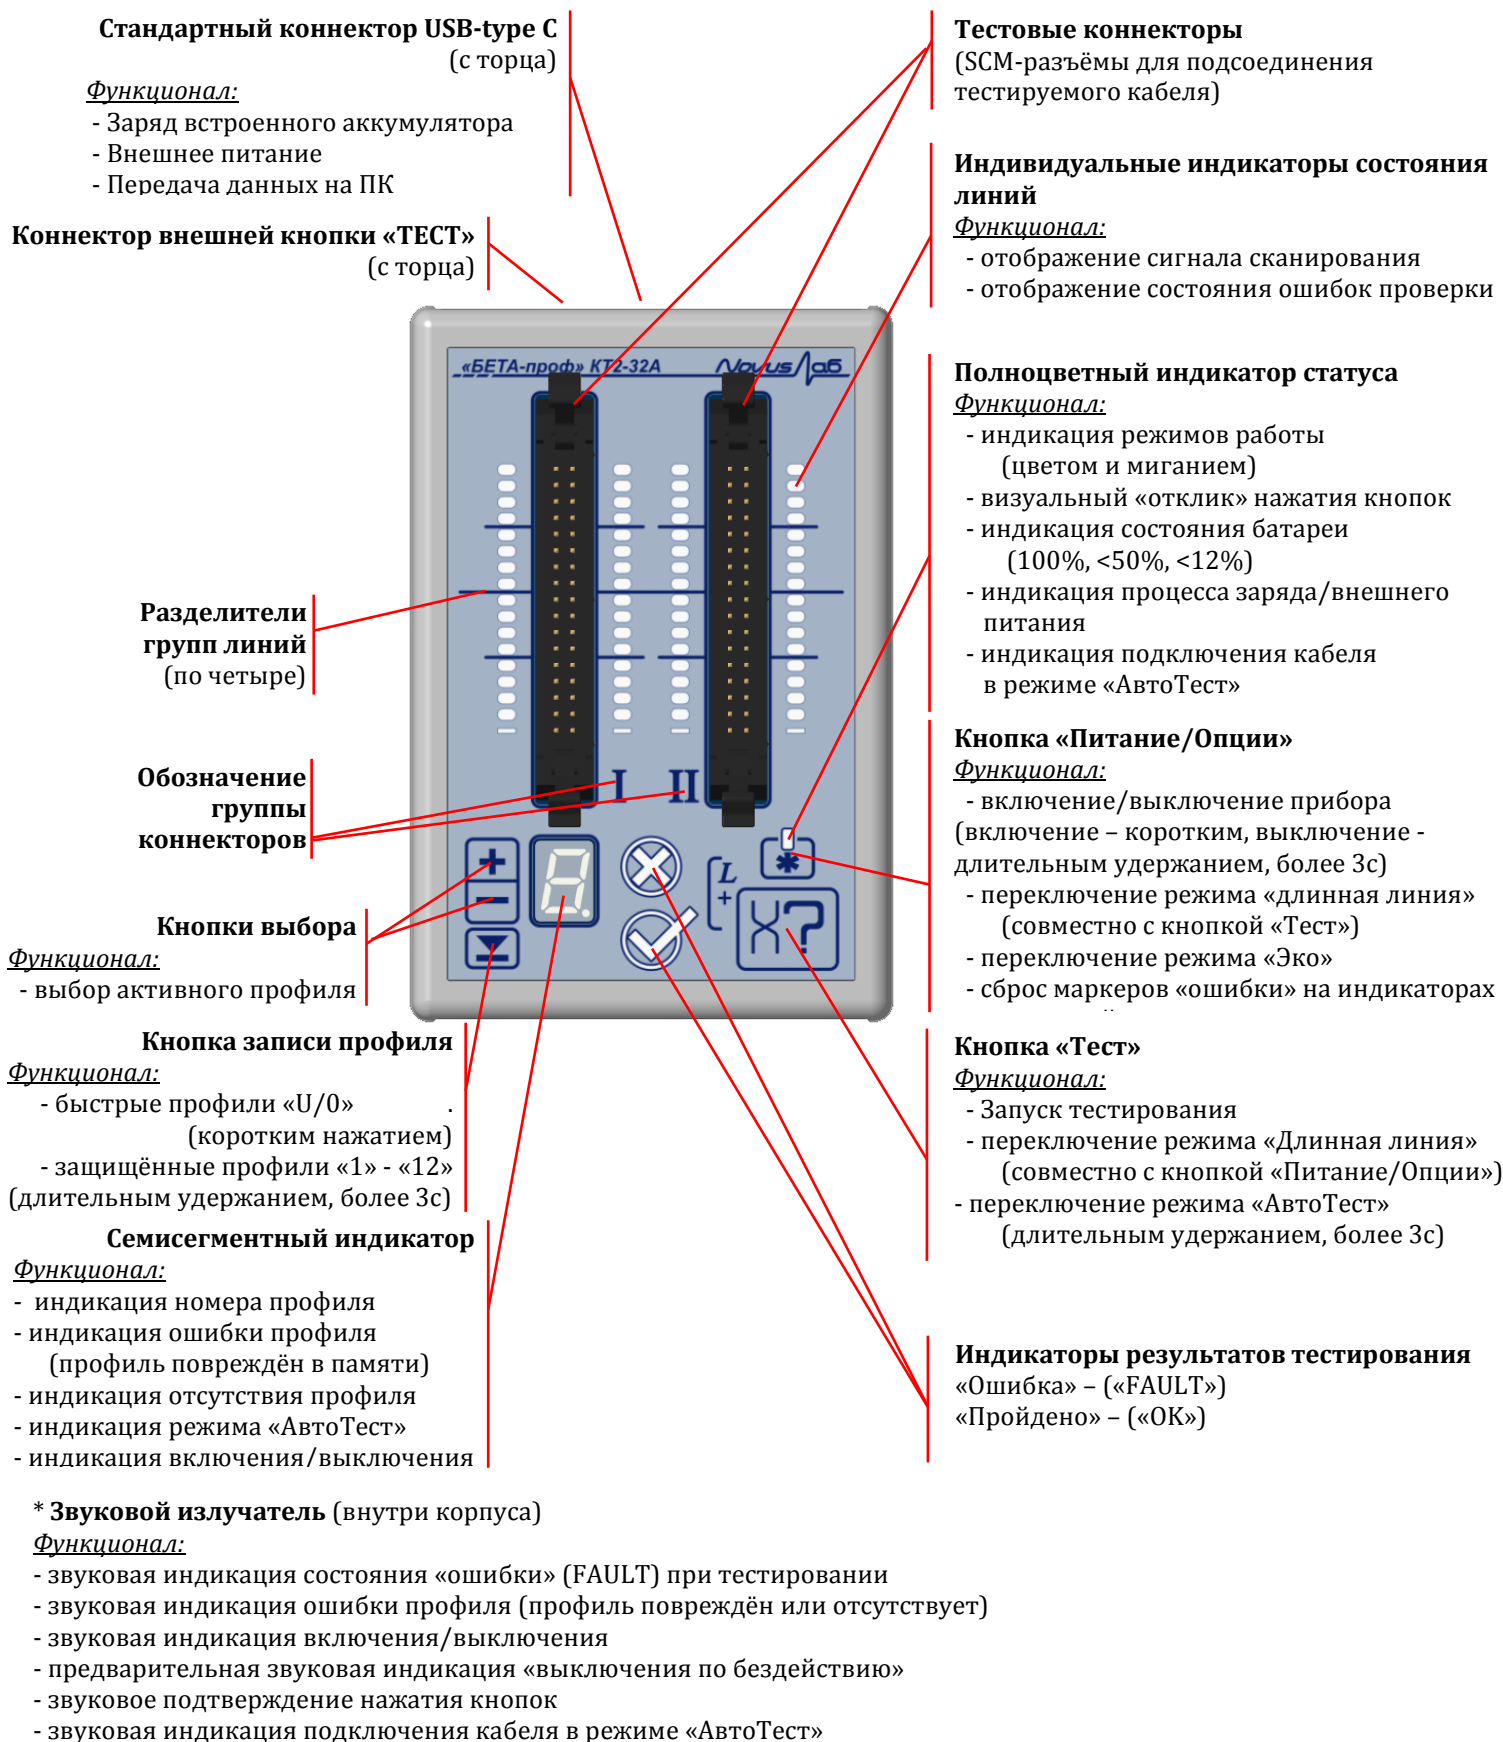 Стандартный коннектор USB-type C
(с торца)
Функционал:
- Заряд встроенного аккумулятора
- Внешнее питание
- Передача данных на ПК
Коннектор внешней кнопки «ТЕСТ»
(с торца)
Тестовые коннекторы
(SCM-разъёмы для подсоединения
тестируемого кабеля)
Индивидуальные индикаторы состояния
линий
Функционал:
- отображение сигнала сканирования
- отображение состояния ошибок проверки
«БЕТА-проф» КТ2-32А
Novus Лаб
Полноцветный индикатор статуса
Функционал:
- индикация режимов работы
(цветом и миганием)
- визуальный «отклик» нажатия кнопок
- индикация состояния батареи
(100%, <50%, <12%)
- индикация процесса заряда/внешнего
питания
- индикация подключения кабеля
в режиме «АвтоТест»
Разделители
групп линий
(по четыре)
Обозначение
группы
коннекторов
I II
L
+
X?
Кнопка «Питание/Опции»
Функционал:
- включение/выключение прибора
(включение – коротким, выключение -
длительным удержанием, более 3с)
- переключение режима «длинная линия»
(совместно с кнопкой «Тест»)
- переключение режима «Эко»
- сброс маркеров «ошибки» на индикаторах
Кнопки выбора
Функционал:
- выбор активного профиля
Кнопка записи профиля
Функционал:
- быстрые профили «U/0» .
(коротким нажатием)
- защищённые профили «1» - «12»
(длительным удержанием, более 3с)
Кнопка «Тест»
Функционал:
- Запуск тестирования
- переключение режима «Длинная линия»
(совместно с кнопкой «Питание/Опции»)
- переключение режима «АвтоТест»
(длительным удержанием, более 3с)
Семисегментный индикатор
Функционал:
- индикация номера профиля
- индикация ошибки профиля
(профиль повреждён в памяти)
- индикация отсутствия профиля
- индикация режима «АвтоТест»
- индикация включения/выключения
Индикаторы результатов тестирования
«Ошибка» – («FAULT»)
«Пройдено» – («OK»)
* Звуковой излучатель (внутри корпуса)
Функционал:
- звуковая индикация состояния «ошибки» (FAULT) при тестировании
- звуковая индикация ошибки профиля (профиль повреждён или отсутствует)
- звуковая индикация включения/выключения
- предварительная звуковая индикация «выключения по бездействию»
- звуковое подтверждение нажатия кнопок
- звуковая индикация подключения кабеля в режиме «АвтоТест»